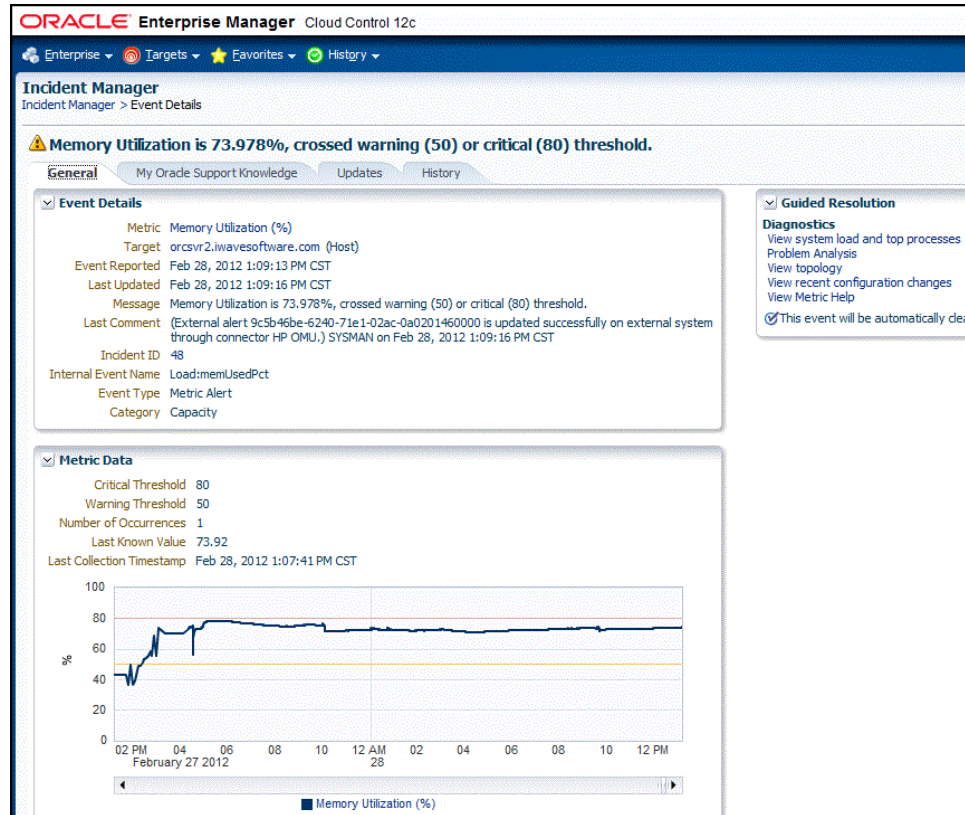 ORACLE Enterprise Manager Cloud Control 12c
Enterprise Targets Favorites History
Incident Manager
Incident Manager > Event Details
Memory Utilization is 73.978%, crossed warning (50) or critical (80) threshold.
General My Oracle Support Knowledge Updates History
Event Details
Metric Memory Utilization (%)
Target orcsvr2.iwavesoftware.com (Host)
Event Reported Feb 28, 2012 1:09:13 PM CST
Last Updated Feb 28, 2012 1:09:16 PM CST
Message Memory Utilization is 73.978%, crossed warning (50) or critical (80) threshold.
Last Comment (External alert 9c5b46be-6240-71e1-02ac-0a0201460000 is updated successfully on external system
through connector HP OMU.) SYSMAN on Feb 28, 2012 1:09:16 PM CST
Incident ID 48
Internal Event Name Load:memUsedPct
Event Type Metric Alert
Category Capacity
Guided Resolution
Diagnostics
View system load and top processes
Problem Analysis
View topology
View recent configuration changes
View Metric Help
This event will be automatically clea
Metric Data
Critical Threshold 80
Warning Threshold 50
Number of Occurrences 1
Last Known Value 73.92
Last Collection Timestamp Feb 28, 2012 1:07:41 PM CST
100
80
60
40
20
0
%
02 PM 04 06 08 10 12 AM 02 04 06 08 10 12 PM
February 27 2012 28
Memory Utilization (%)